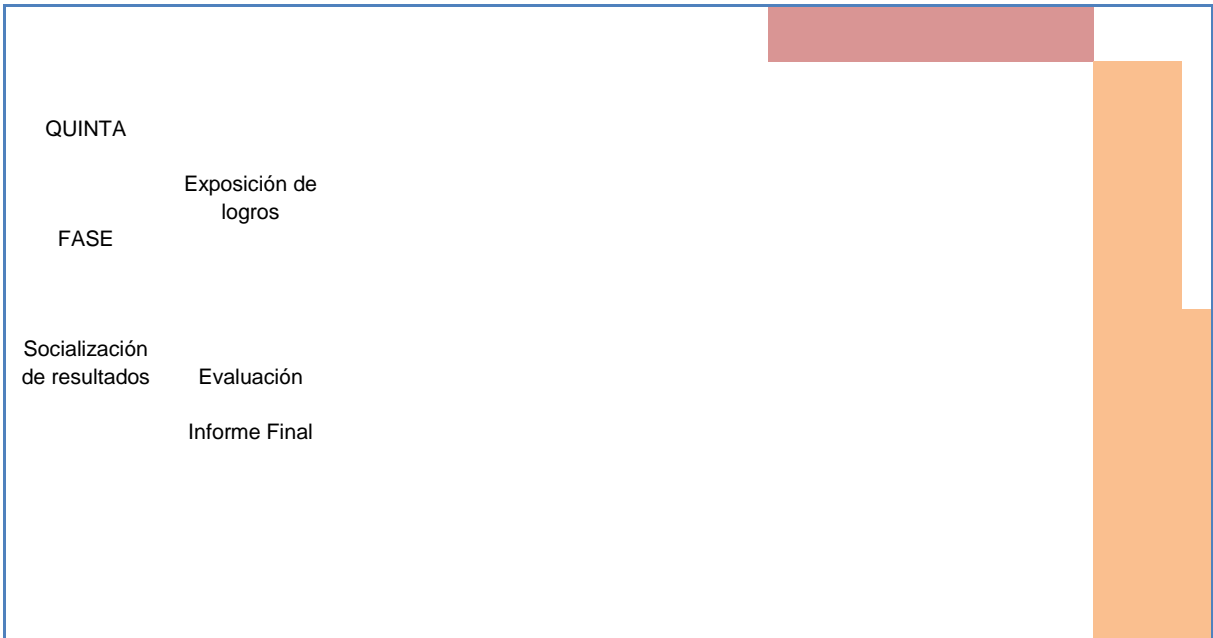 QUINTA
Exposición de
logros
FASE
Socialización
de resultados
Evaluación
Informe Final